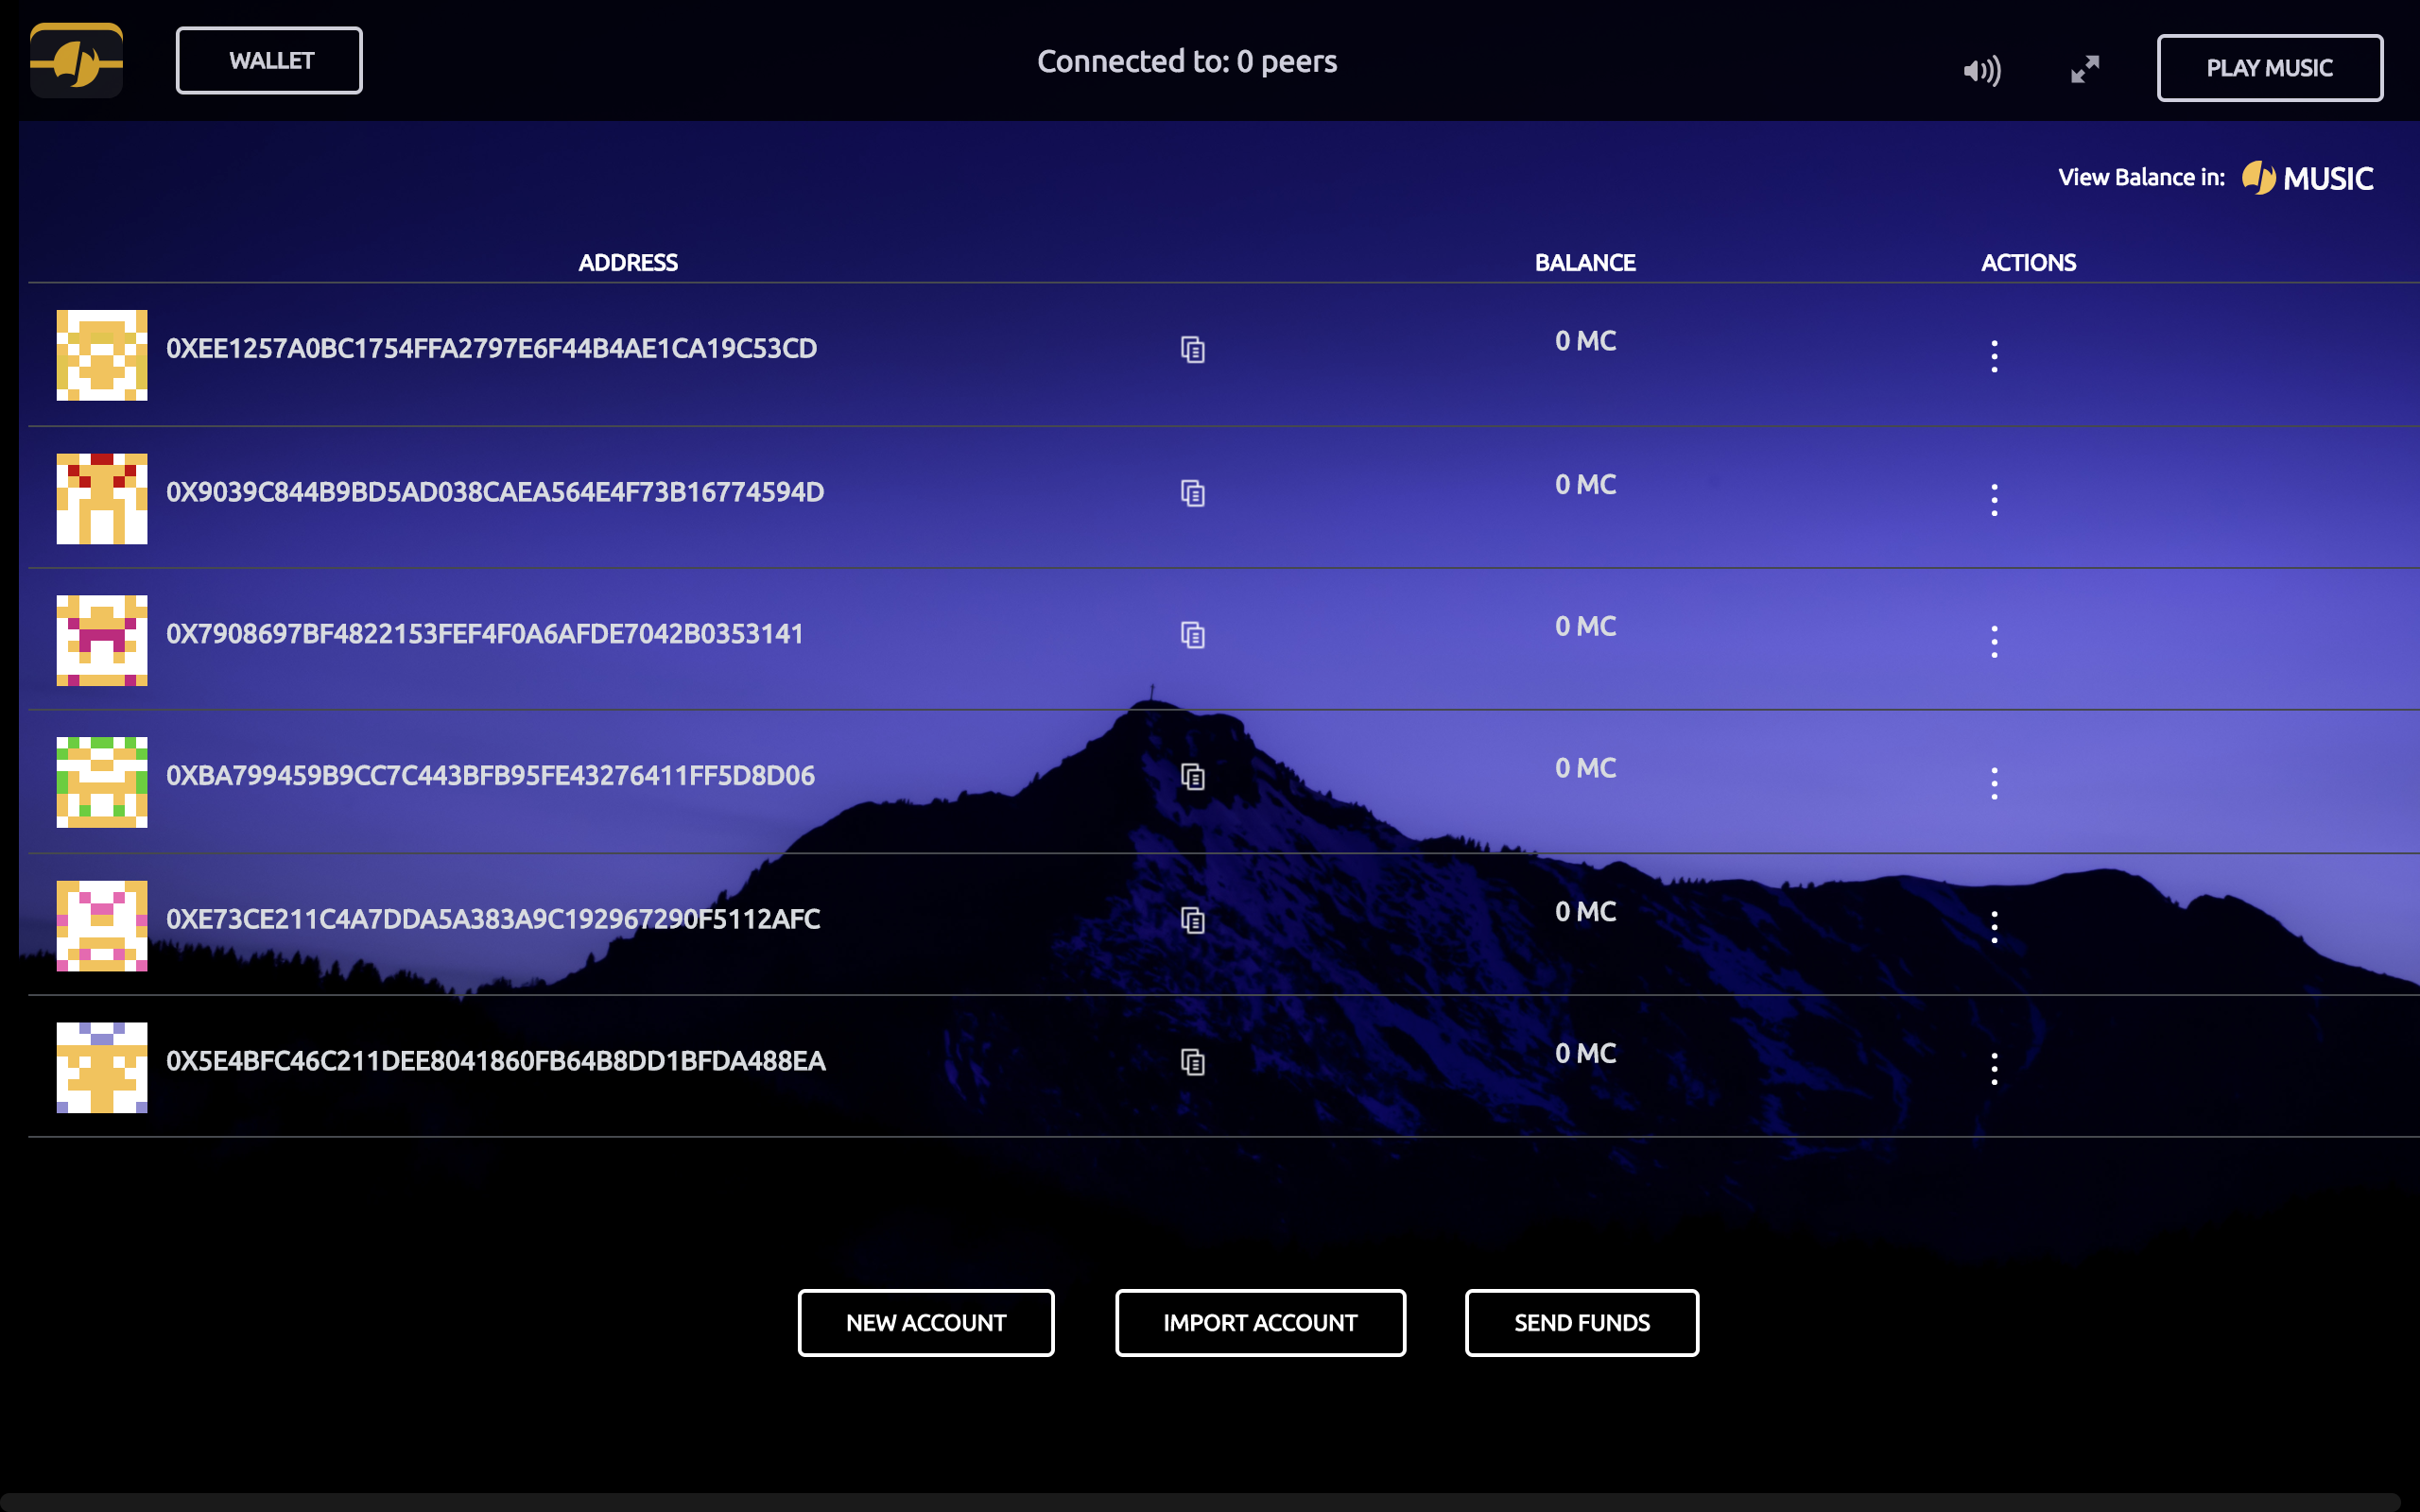 WALLET
Connected to: 0 peers
PLAY MUSIC
View Balance in: MUSIC
ADDRESS BALANCE ACTIONS
0XEE1257A0BC1754FFA2797E6F44B4AE1CA19C53CD 0 MC
0X9039C844B9BD5AD038CAEA564E4F73B16774594D 0 MC
0X7908697BF4822153FEF4F0A6AFDE7042B0353141 0 MC
0XBA799459B9CC7C443BFB95FE43276411FF5D8D06 0 MC
0XE73CE211C4A7DDA5A383A9C192967290F5112AFC 0 MC
0X5E4BFC46C211DEE8041860FB64B8DD1BFDA488EA 0 MC
NEW ACCOUNT IMPORT ACCOUNT SEND FUNDS